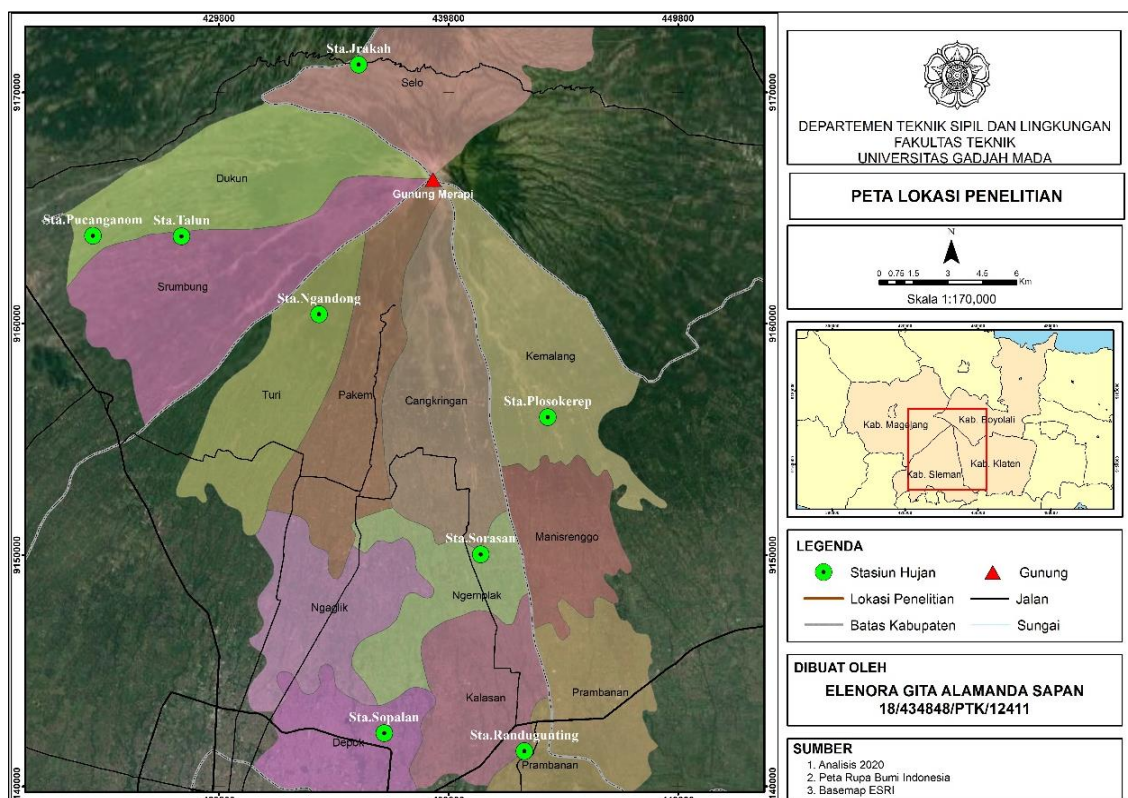 429800
439800
449800
9170000
9170000
Sta.Jrakah
Selo
Dukun
Gunung Merapi
Sta.Pucanganom
Sta.Talun
Srumbung
Sta.Ngandong
9160000
9160000
Kemalang
Turi
Pakem
Cangkringan
Sta.Plosokerep
Manisrenggo
9150000
9150000
Sta.Sorasan
Ngaglik
Ngemplak
Kalasan
Prambanan
Sta.Sopalan
Depok
Sta.Randugunting
Prambanan
DEPARTEMEN TEKNIK SIPIL DAN LINGKUNGAN
FAKULTAS TEKNIK
UNIVERSITAS GADJAH MADA
PETA LOKASI PENELITIAN
N
0 0.75 1.5 3 4.5 6
Km
Skala 1:170,000
Kab. Magelang
Kab. Boyolali
Kab. Sleman
Kab. Klaten
LEGENDA
Stasiun Hujan
Gunung
Lokasi Penelitian
Jalan
Batas Kabupaten
Sungai
DIBUAT OLEH
ELENORA GITA ALAMANDA SAPAN
18/434848/PTK/12411
SUMBER
1. Analisis 2020
2. Peta Rupa Bumi Indonesia
3. Basemap ESRI